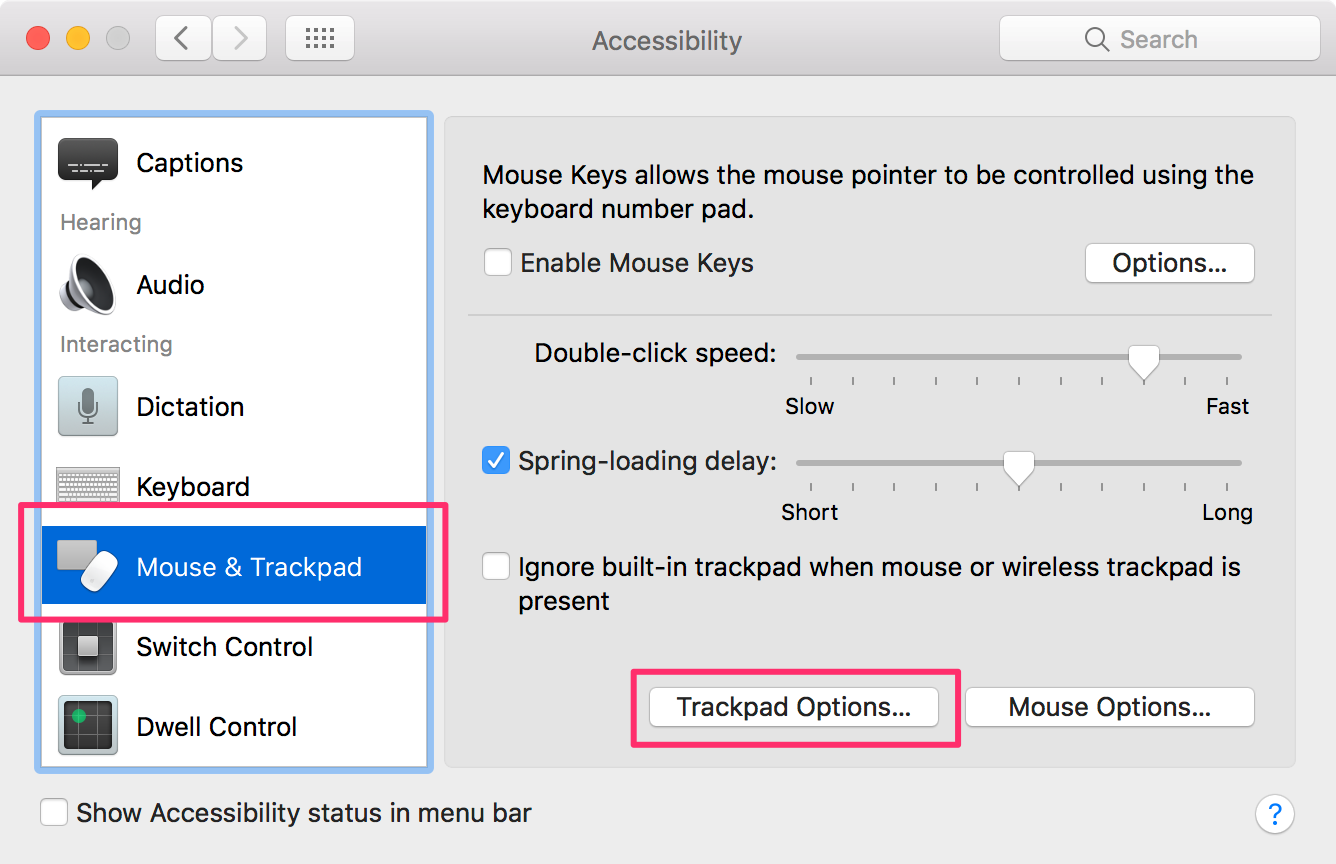 Accessibility
Search
Captions
Hearing
Audio
Interacting
Dictation
Keyboard
Mouse & Trackpad
Switch Control
Dwell Control
Mouse Keys allows the mouse pointer to be controlled using the
keyboard number pad.
Enable Mouse Keys
Options...
Double-click speed:
Slow
Fast
Spring-loading delay:
Short
Long
Ignore built-in trackpad when mouse or wireless trackpad is
present
Trackpad Options...
Mouse Options...
Show Accessibility status in menu bar
?